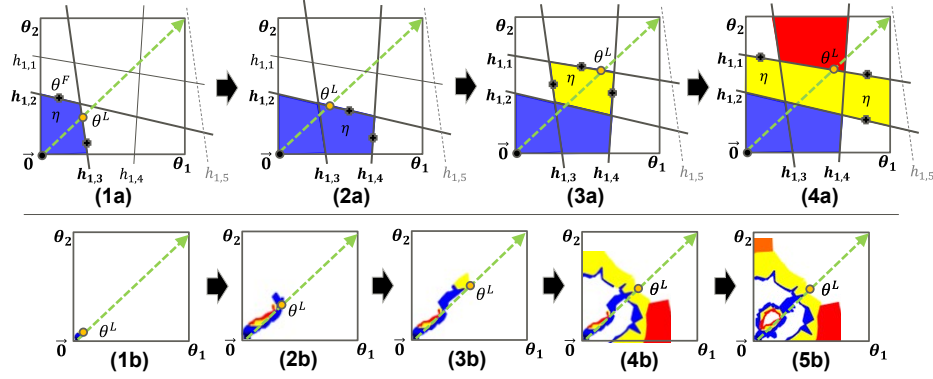 θ₂ θ₂ θ₂ θ₂
h₁,₁ θᶠ θᴸ θᴸ h₁,₁ θᴸ
h₁,₂ η θᴸ h₁,₂ η h₁,₂ η h₁,₂ η η
0⃗ θ₁ 0⃗ θ₁ 0⃗ θ₁ 0⃗ θ₁
h₁,₃ h₁,₄ h₁,₅ h₁,₃ h₁,₄ h₁,₅ h₁,₃ h₁,₄ h₁,₅ h₁,₃ h₁,₄ h₁,₅
(1a) (2a) (3a) (4a)
θ₂ θ₂ θ₂ θ₂ θ₂
θᴸ θᴸ θᴸ θᴸ θᴸ
0⃗ θ₁ 0⃗ θ₁ 0⃗ θ₁ 0⃗ θ₁ 0⃗ θ₁
(1b) (2b) (3b) (4b) (5b)